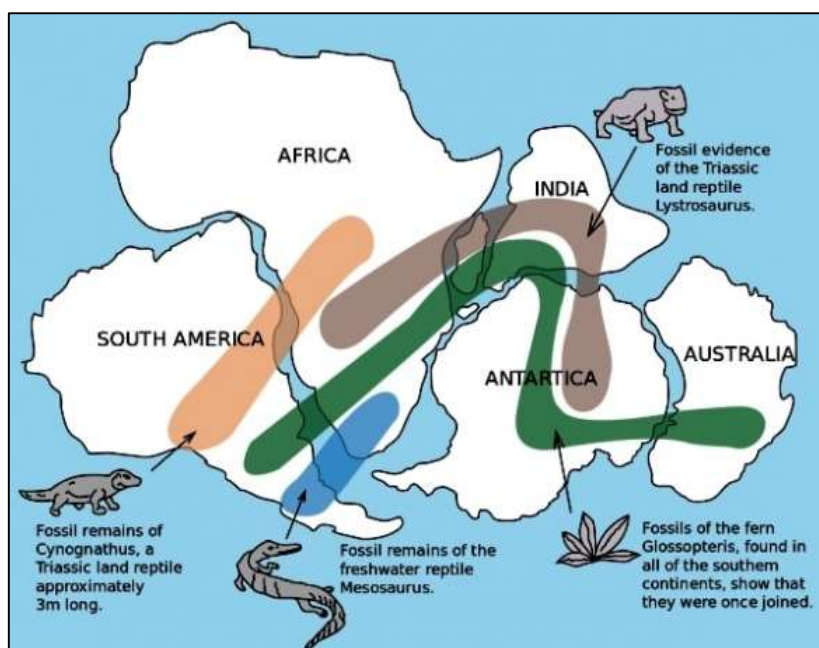 AFRICA
INDIA
Fossil evidence
of the Triassic
land reptile
Lystrosaurus.
SOUTH AMERICA
ANTARTICA
AUSTRALIA
Fossil remains of
Cynognathus, a
Triassic land reptile
approximately
3m long.
Fossil remains of the
freshwater reptile
Mesosaurus.
Fossils of the fern
Glossopteris, found in
all of the southern
continents, show that
they were once joined.